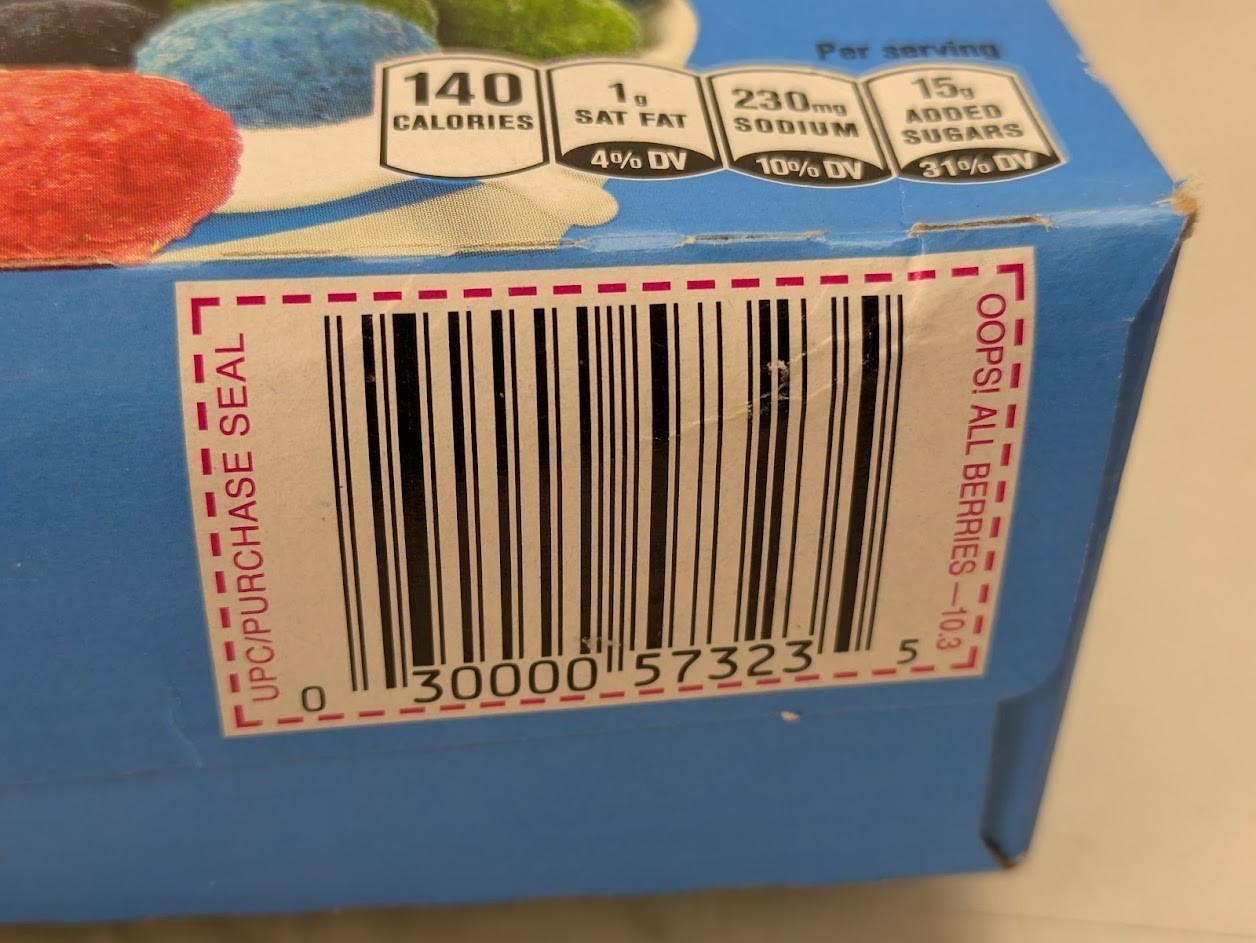 Per serving
140
CALORIES
1g
SAT FAT
4% DV
230mg
SODIUM
10% DV
15g
ADDED
SUGARS
31% DV
UPC/PURCHASE SEAL
OOPS! ALL BERRIES — 10.3
0 30000 57323 5